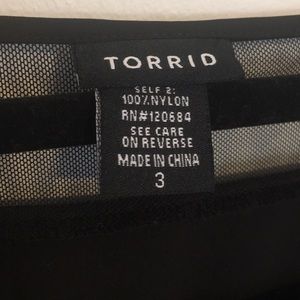 TORRID
SELF 2:
100% NYLON
RN#120684
SEE CARE
ON REVERSE
MADE IN CHINA
3